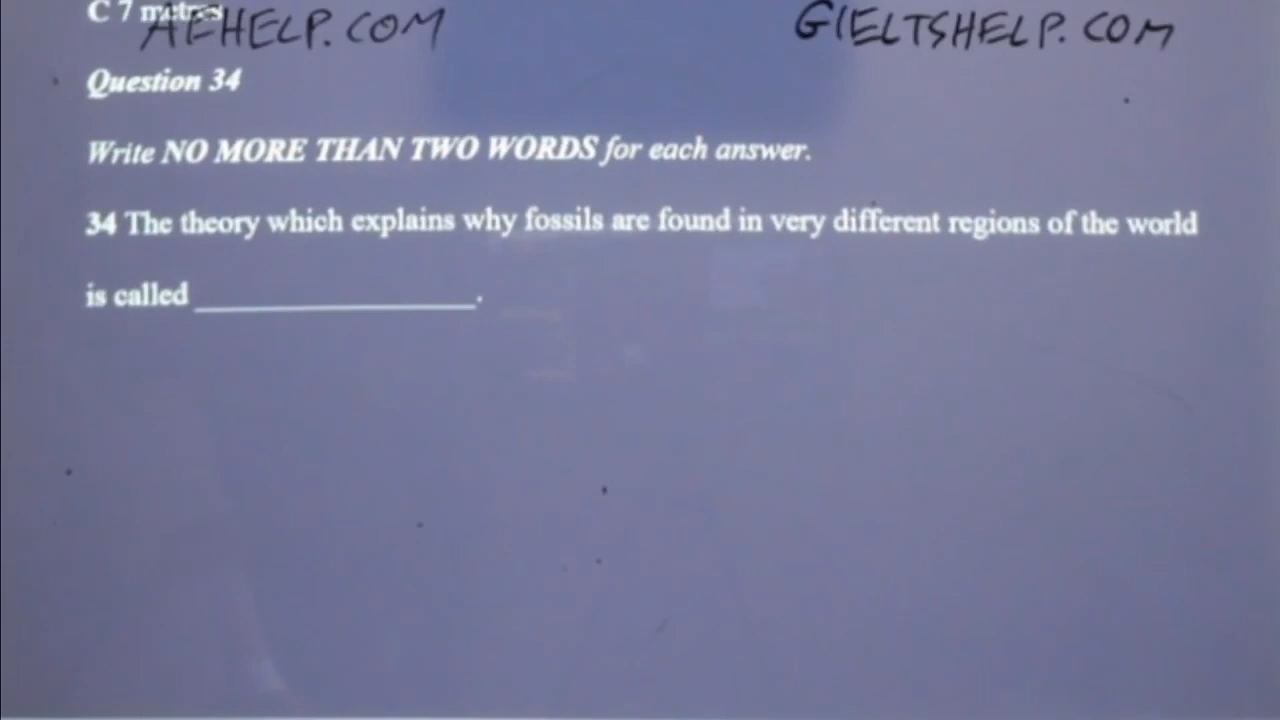 C 7 metres
AEHELP.COM GIELTSHELP.COM
Question 34
Write NO MORE THAN TWO WORDS for each answer.
34 The theory which explains why fossils are found in very different regions of the world
is called ____________________.